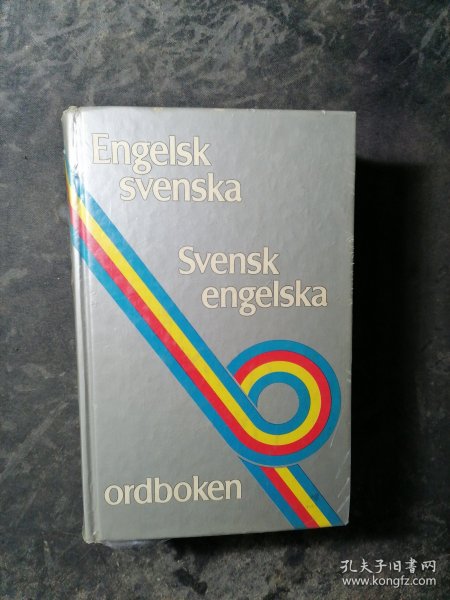 Engelsk
svenska
Svensk
engelska
ordboken
孔夫子旧书网
www.kongfz.com